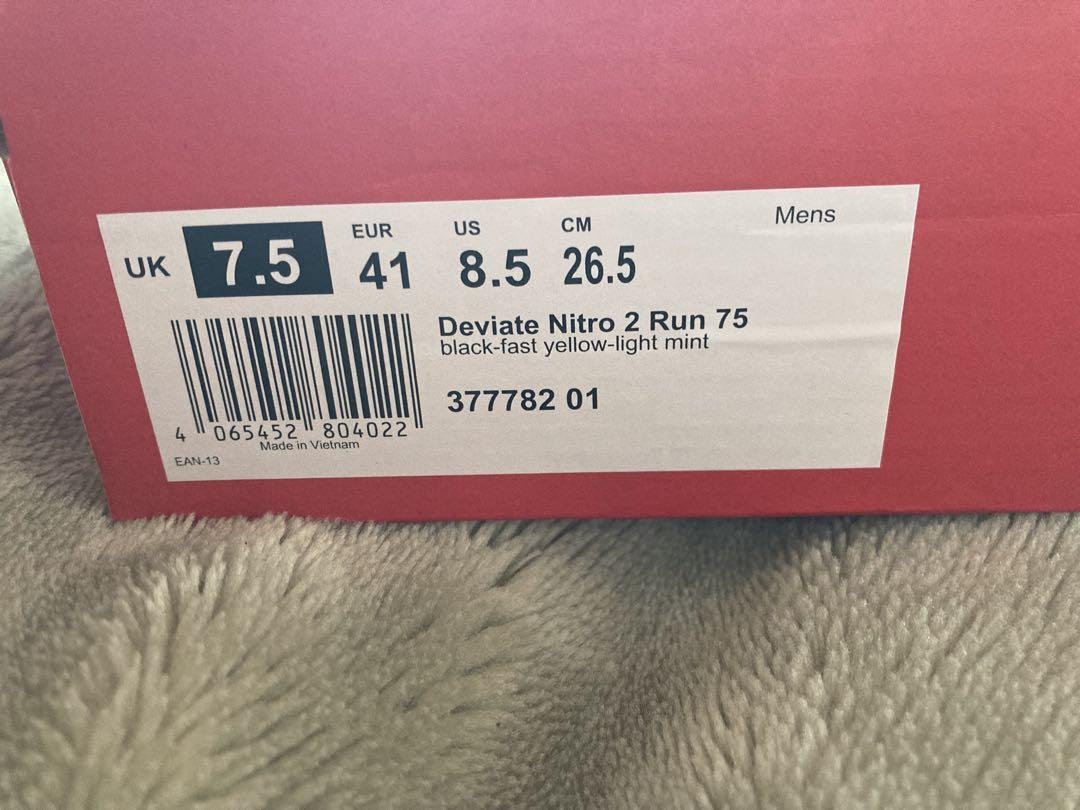 Mens
UK 7.5
EUR 41
US 8.5
CM 26.5
Deviate Nitro 2 Run 75
black-fast yellow-light mint
377782 01
4 065452 804022
Made in Vietnam
EAN-13